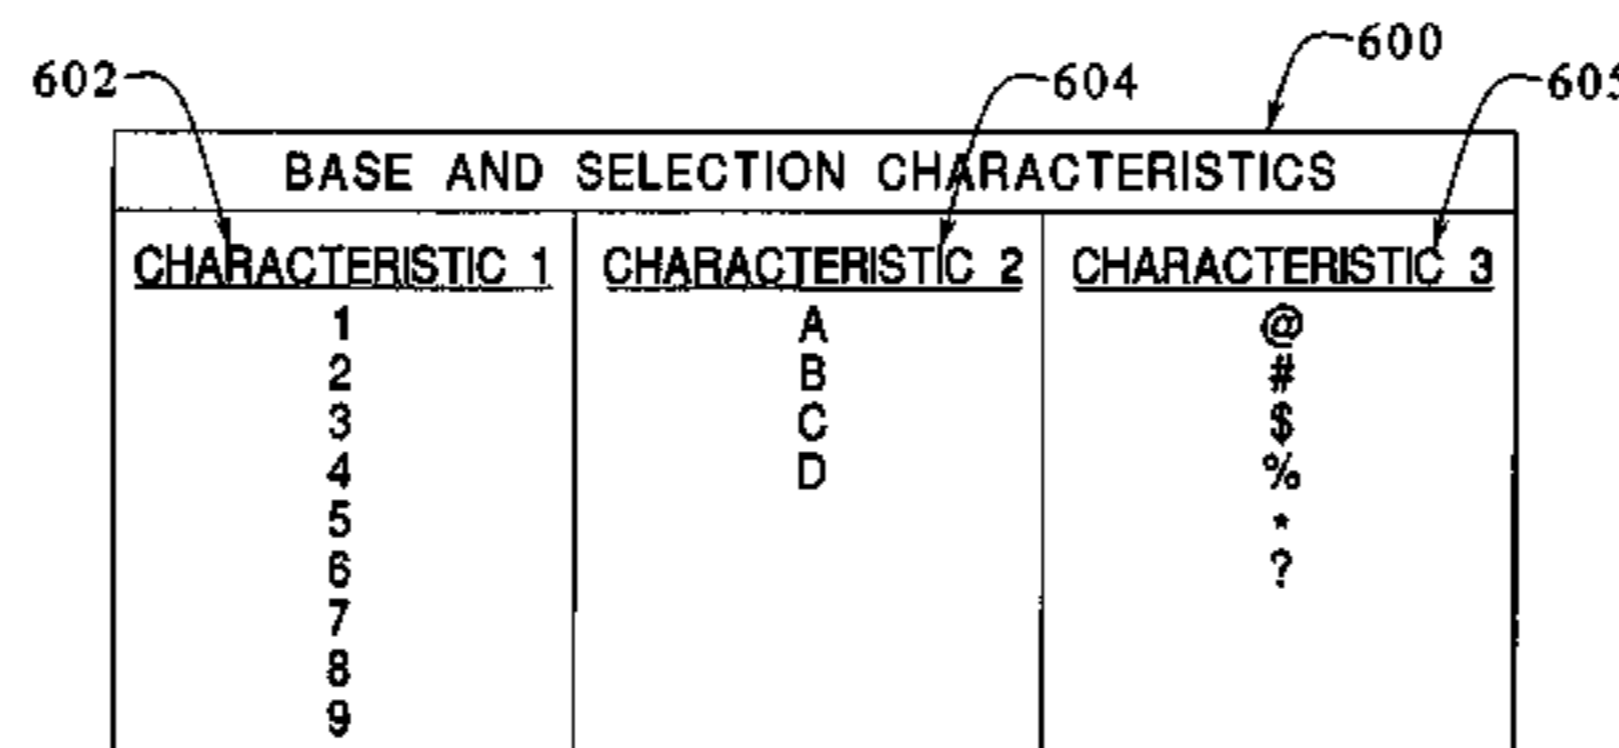 600
602 604 605
BASE AND SELECTION CHARACTERISTICS
CHARACTERISTIC 1 CHARACTERISTIC 2 CHARACTERISTIC 3
1 A @
2 B #
3 C $
4 D %
5 *
6 ?
7
8
9